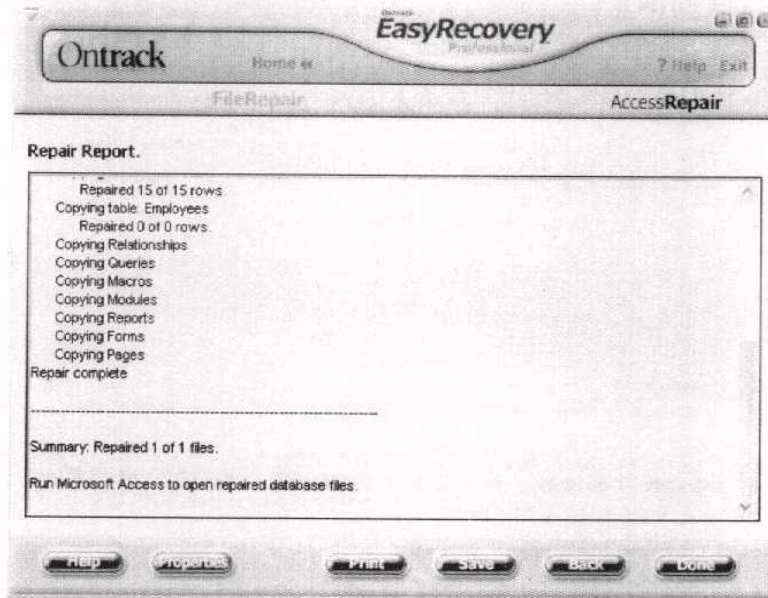 Ontrack
EasyRecovery
Professional
Ontrack
Home «
? Help Exit
FileRepair
AccessRepair
Repair Report.
Repaired 15 of 15 rows.
Copying table: Employees
Repaired 0 of 0 rows.
Copying Relationships
Copying Queries
Copying Macros
Copying Modules
Copying Reports
Copying Forms
Copying Pages
Repair complete
Summary: Repaired 1 of 1 files.
Run Microsoft Access to open repaired database files.
Help Properties Print Save Back Done